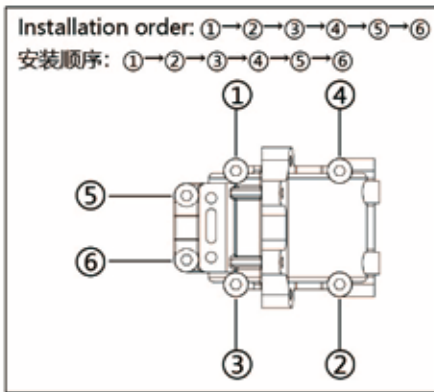 Installation order: ①→②→③→④→⑤→⑥
安装顺序: ①→②→③→④→⑤→⑥
① ④
⑤
⑥
③ ②